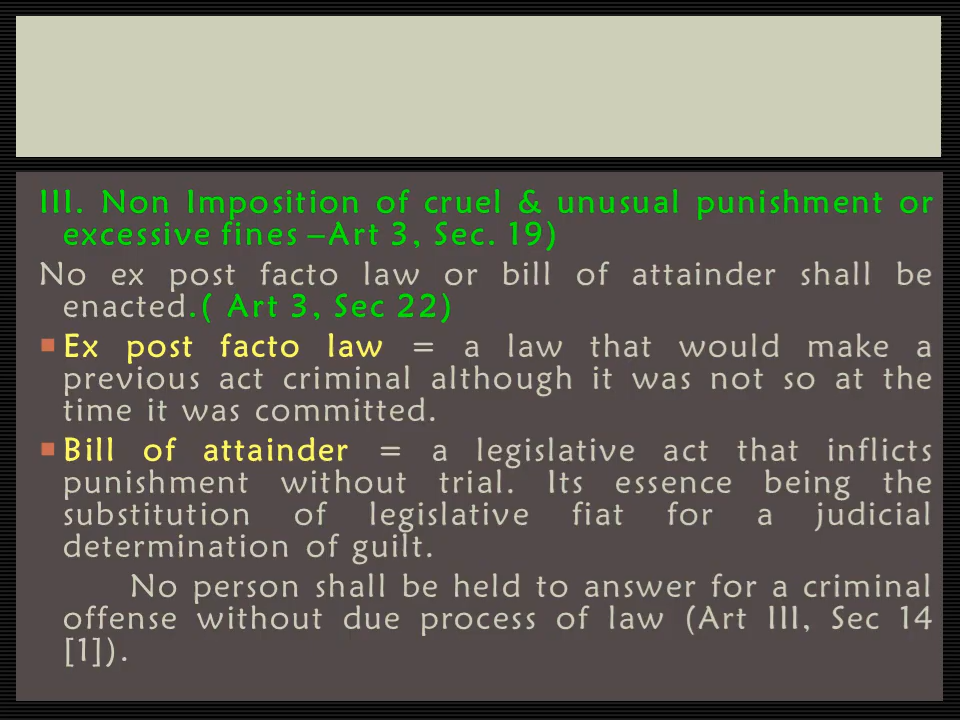 III. Non Imposition of cruel & unusual punishment or
excessive fines –Art 3, Sec. 19)
No ex post facto law or bill of attainder shall be
enacted.( Art 3, Sec 22)
Ex post facto law = a law that would make a
previous act criminal although it was not so at the
time it was committed.
Bill of attainder = a legislative act that inflicts
punishment without trial. Its essence being the
substitution of legislative fiat for a judicial
determination of guilt.
No person shall be held to answer for a criminal
offense without due process of law (Art III, Sec 14
[1]).